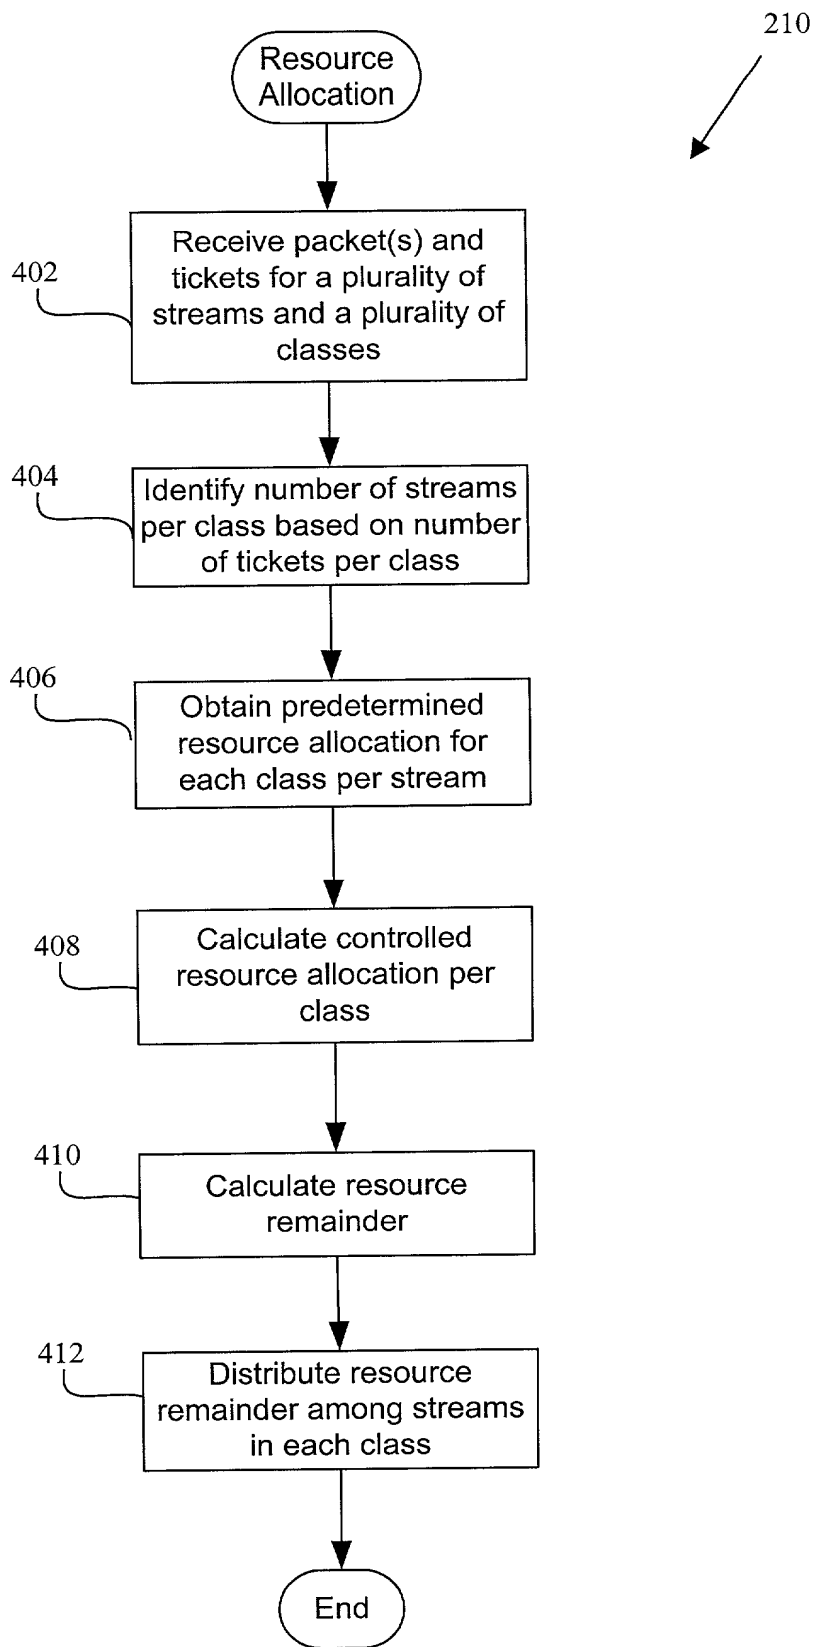 210
Resource
Allocation
402
Receive packet(s) and
tickets for a plurality of
streams and a plurality of
classes
404
Identify number of streams
per class based on number
of tickets per class
406
Obtain predetermined
resource allocation for
each class per stream
408
Calculate controlled
resource allocation per
class
410
Calculate resource
remainder
412
Distribute resource
remainder among streams
in each class
End